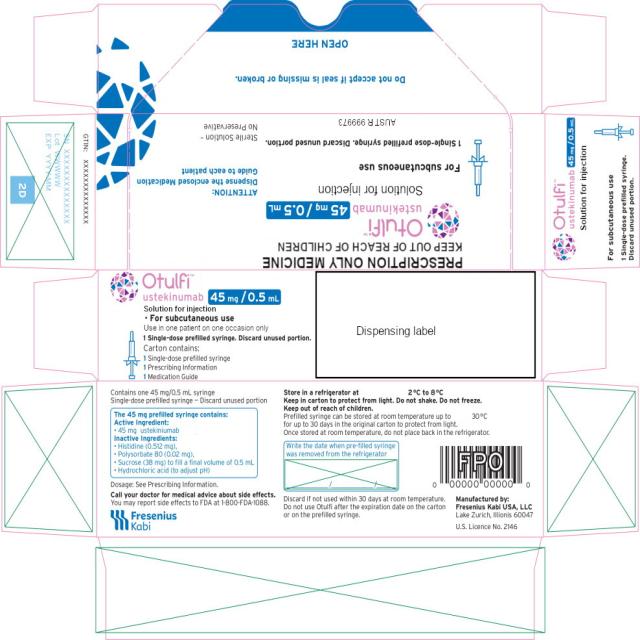 OPEN HERE
Do not accept if seal is missing or broken.
AUST R 999973
1 Single-dose prefilled syringe. Discard unused portion.
Sterile Solution –
No Preservative
For subcutaneous use
Solution for injection
ATTENTION:
Dispense the enclosed Medication
Guide to each patient
45 mg / 0.5 mL
ustekinumab
Otulfi™
KEEP OUT OF REACH OF CHILDREN
PRESCRIPTION ONLY MEDICINE
GTIN: XXXXXXXXXXXXXX
2D
Otulfi™
ustekinumab 45 mg / 0.5 mL
Solution for injection
For subcutaneous use
1 Single-dose prefilled syringe.
Discard unused portion.
Otulfi™
ustekinumab 45 mg / 0.5 mL
Solution for injection
• For subcutaneous use
Use in one patient on one occasion only
1 Single-dose prefilled syringe. Discard unused portion.
Carton contains:
1 Single-dose prefilled syringe
1 Prescribing Information
1 Medication Guide
Dispensing label
Contains one 45 mg/0.5 mL syringe
Single-dose prefilled syringe – Discard unused portion
The 45 mg prefilled syringe contains:
Active ingredient:
• 45 mg ustekiniumab
Inactive Ingredients:
• Histidine (0.512 mg),
• Polysorbate 80 (0.02 mg),
• Sucrose (38 mg) to fill a final volume of 0.5 mL
• Hydrochloric acid (to adjust pH)
Dosage: See Prescribing Information.
Call your doctor for medical advice about side effects.
You may report side effects to FDA at 1-800-FDA-1088.
Fresenius
Kabi
Store in a refrigerator at 2°C to 8°C
Keep in carton to protect from light. Do not shake. Do not freeze.
Keep out of reach of children.
Prefilled syringe can be stored at room temperature up to 30°C
for up to 30 days in the original carton to protect from light.
Once stored at room temperature, do not place back in the refrigerator.
Write the date when pre-filled syringe
was removed from the refrigerator
/ /
Discard if not used within 30 days at room temperature.
Do not use Otulfi after the expiration date on the carton
or on the prefilled syringe.
FPO
0 00000 00000 0
Manufactured by:
Fresenius Kabi USA, LLC
Lake Zurich, Illionis 60047
U.S. Licence No. 2146